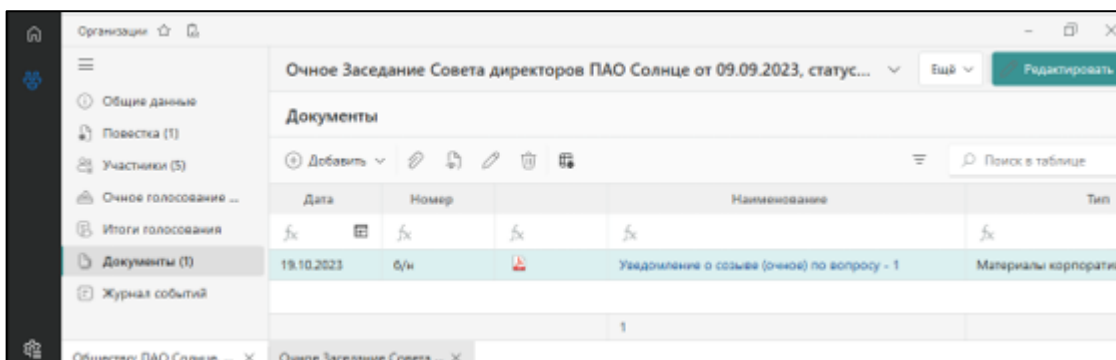 Организации
Очное Заседание Совета директоров ПАО Солнце от 09.09.2023, статус...
Ещё
Редактировать
Общие данные
Повестка (1)
Участники (5)
Очное голосование ...
Итоги голосования
Документы (1)
Журнал событий
Документы
Добавить
Поиск в таблице
Дата Номер Наименование Тип
19.10.2023 б/н Уведомление о созыве (очное) по вопросу - 1 Материалы корпорати
1
Общество: ПАО Солнце, ... Очное Заседание Совета ...